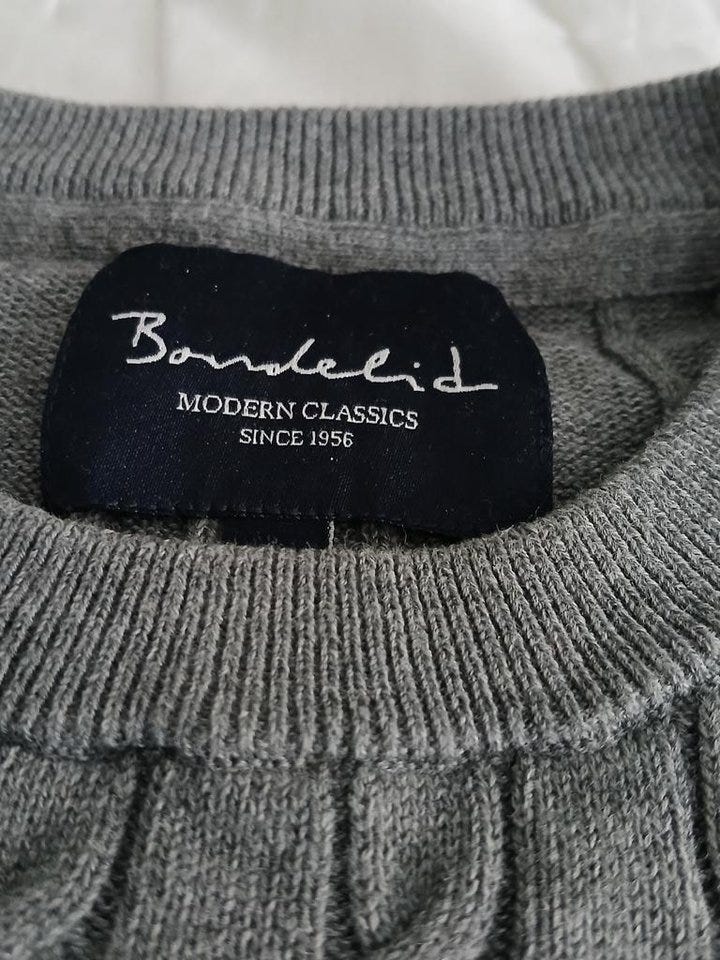 Bondelid
MODERN CLASSICS
SINCE 1956